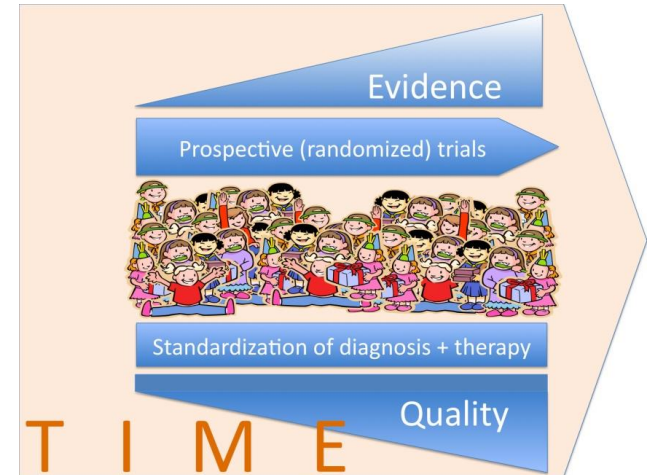 Evidence
Prospective (randomized) trials
Standardization of diagnosis + therapy
Quality
T I M E